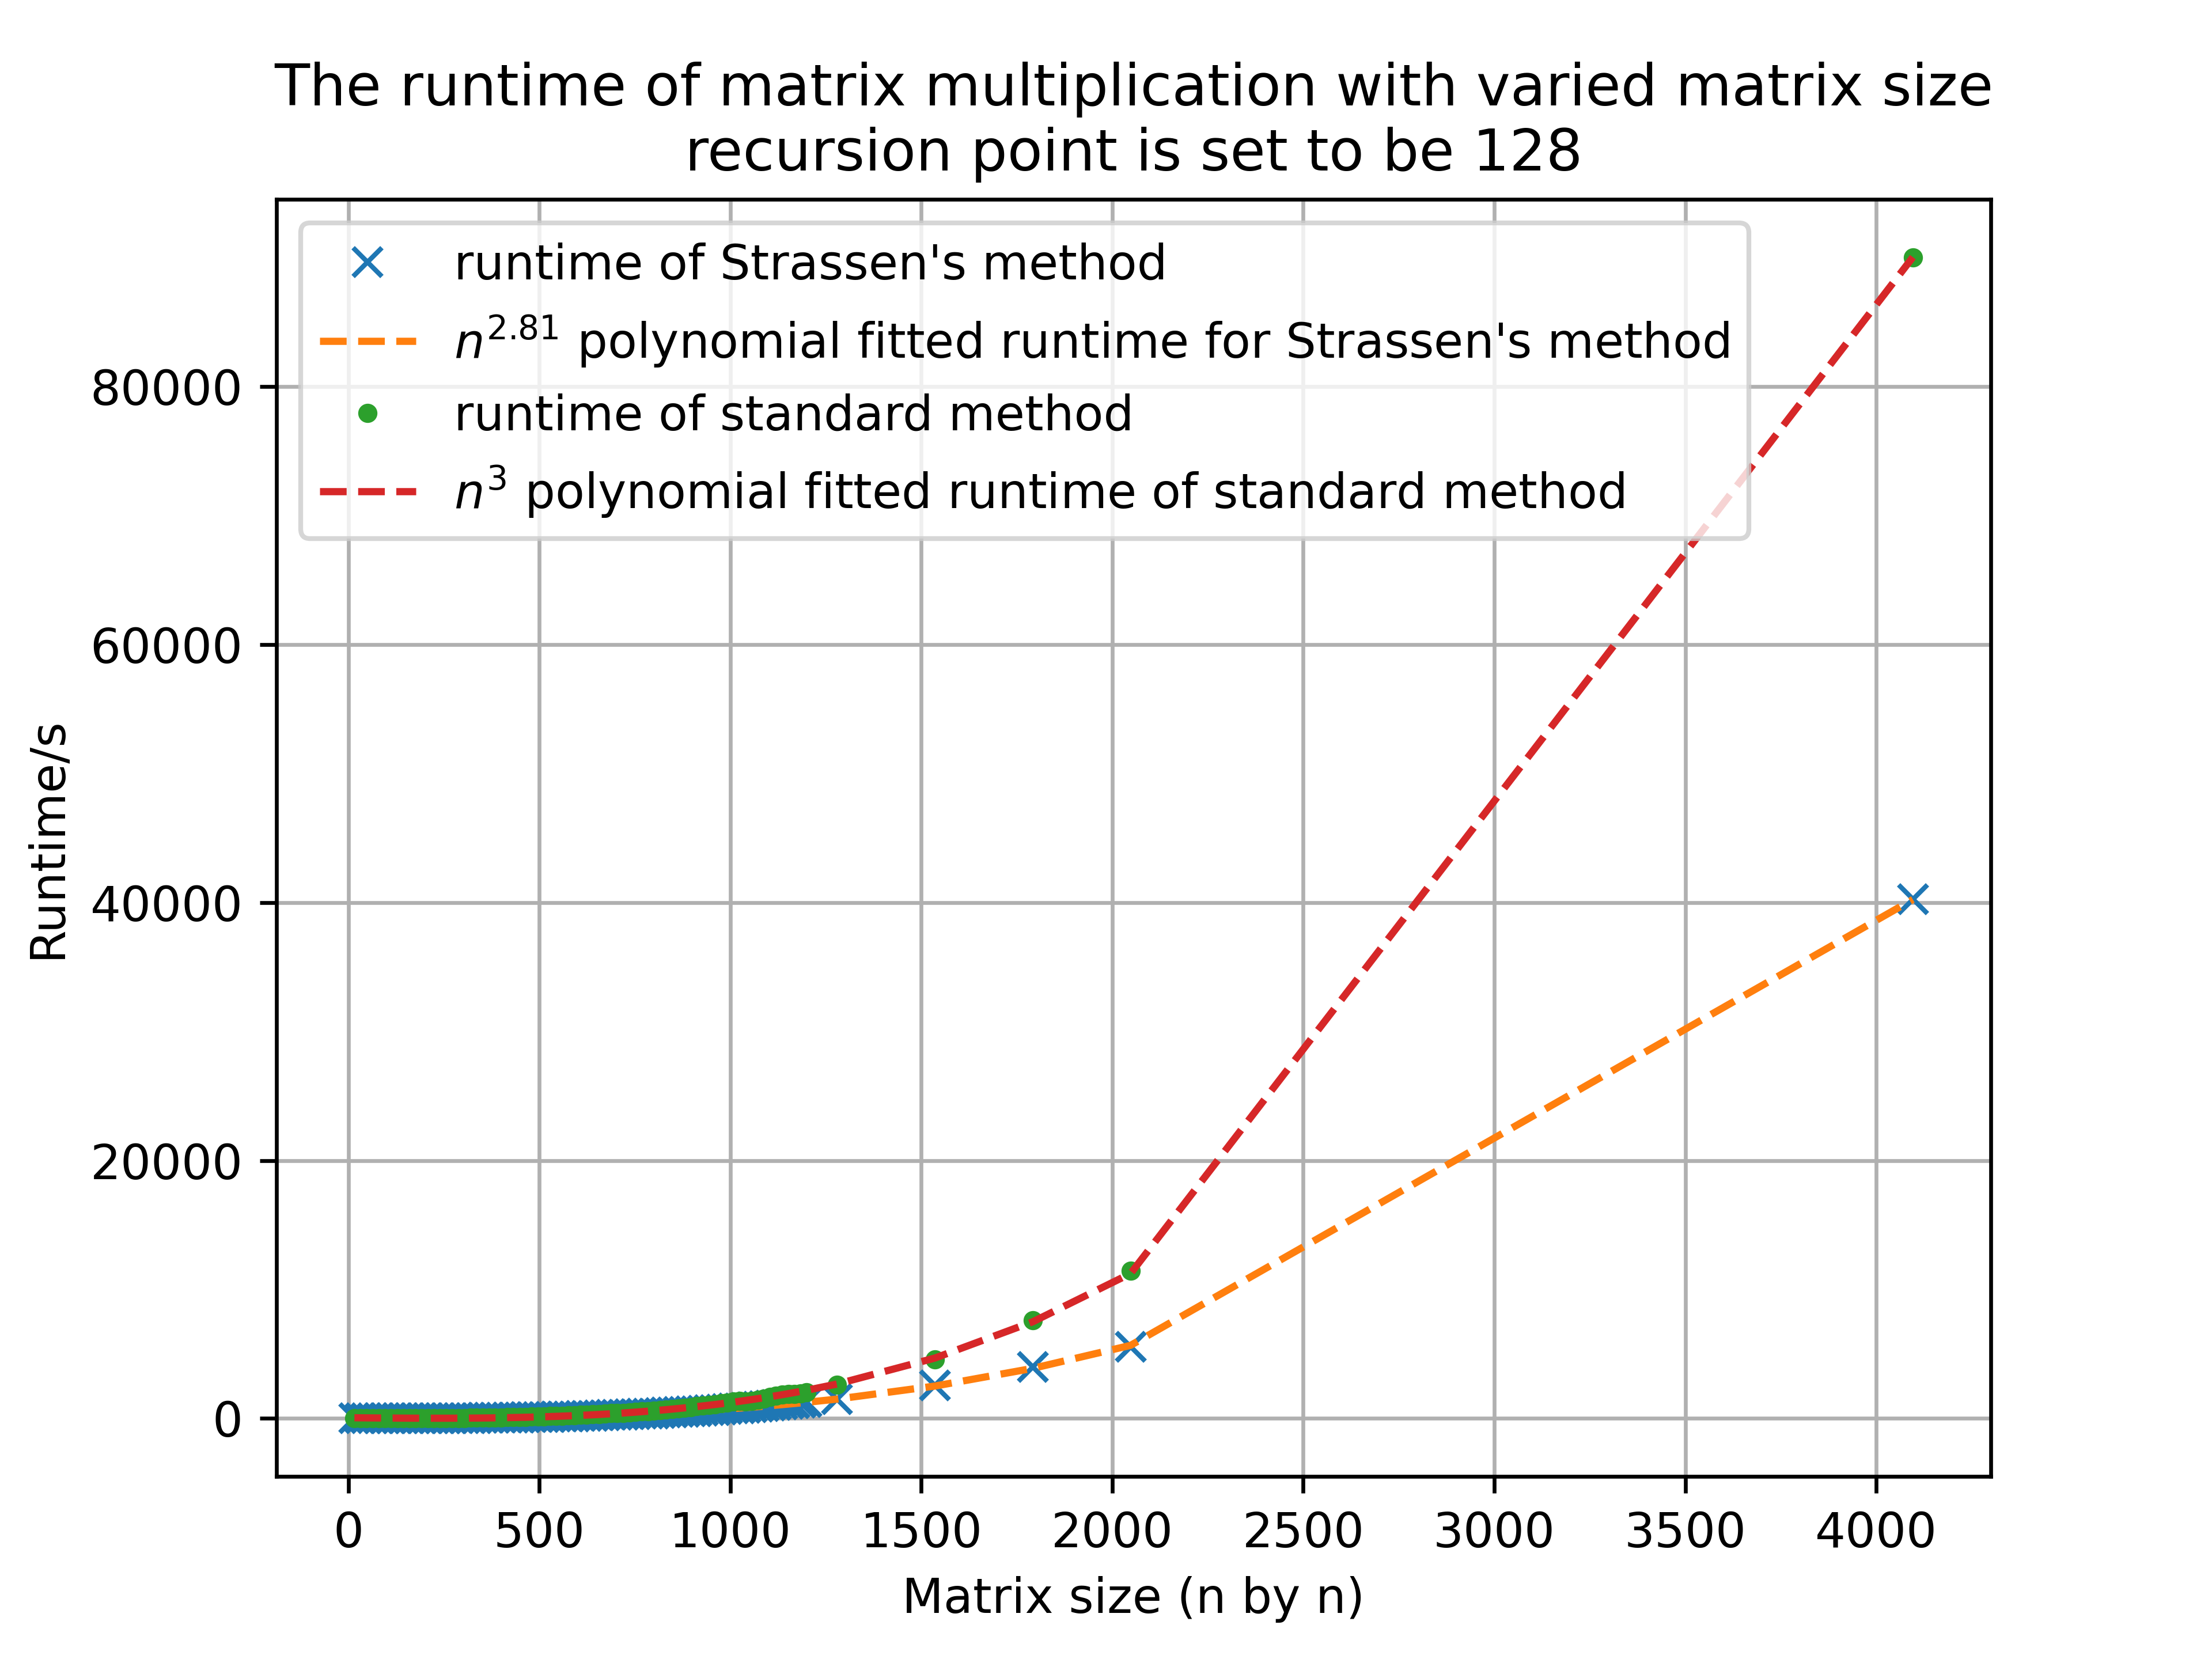 The runtime of matrix multiplication with varied matrix size
recursion point is set to be 128
runtime of Strassen's method
n^2.81 polynomial fitted runtime for Strassen's method
runtime of standard method
n^3 polynomial fitted runtime of standard method
80000
60000
40000
20000
0
Runtime/s
0 500 1000 1500 2000 2500 3000 3500 4000
Matrix size (n by n)